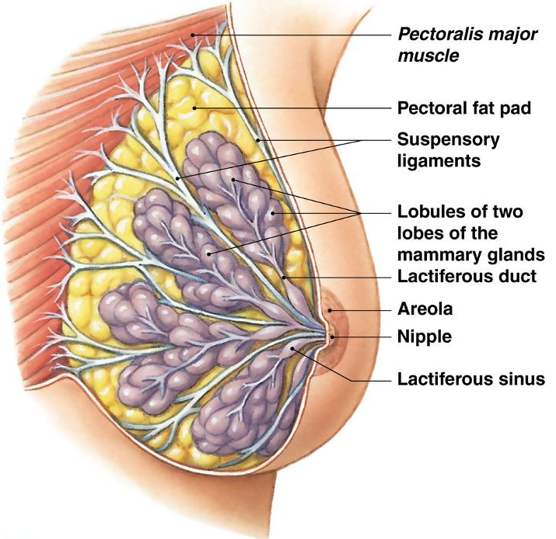 Pectoralis major
muscle
Pectoral fat pad
Suspensory
ligaments
Lobules of two
lobes of the
mammary glands
Lactiferous duct
Areola
Nipple
Lactiferous sinus